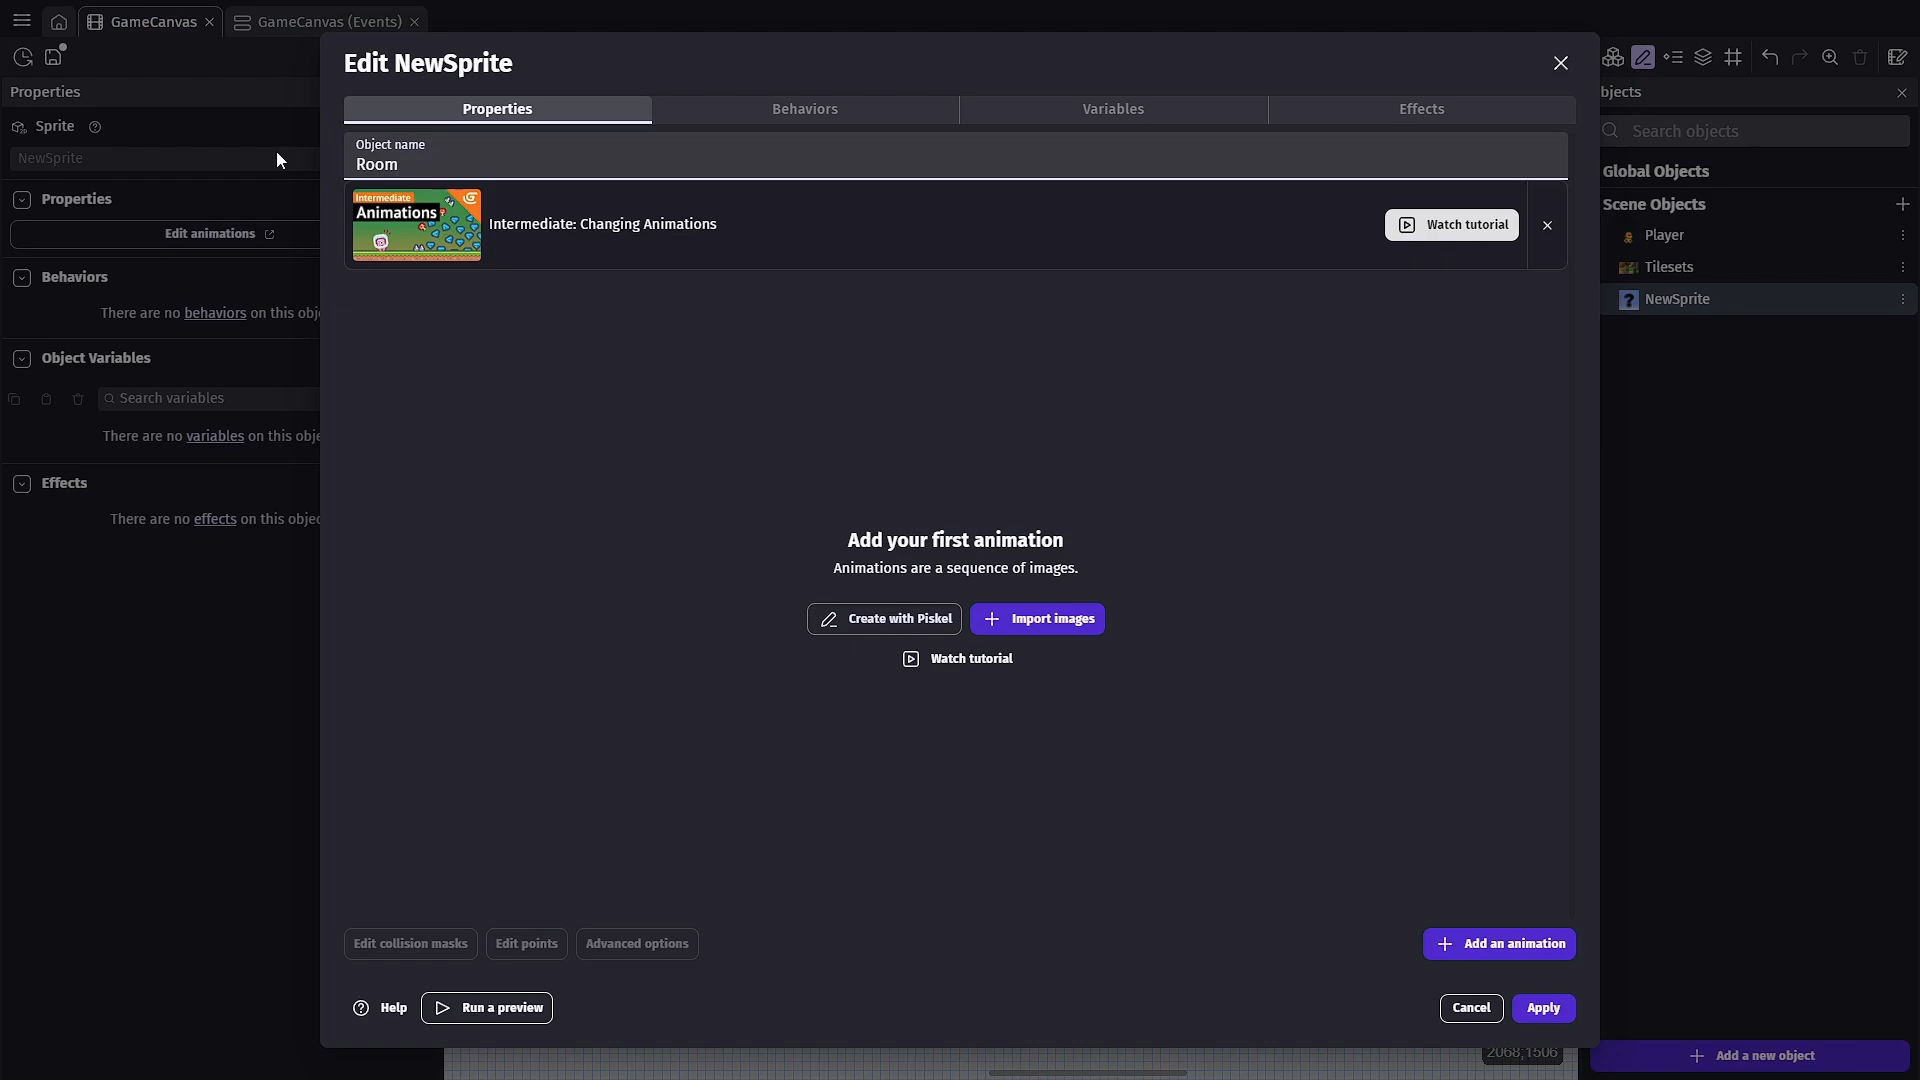 GameCanvas
GameCanvas (Events)
Edit NewSprite
Properties
bjects
Properties
Behaviors
Variables
Effects
Sprite
Search objects
Object name
Room
NewSprite
Global Objects
Properties
Scene Objects
Intermediate
Animations
Intermediate: Changing Animations
Watch tutorial
Edit animations
Player
Tilesets
Behaviors
NewSprite
There are no behaviors on this obj
Object Variables
Search variables
There are no variables on this obje
Effects
There are no effects on this objec
Add your first animation
Animations are a sequence of images.
Create with Piskel
Import images
Watch tutorial
Edit collision masks
Edit points
Advanced options
Add an animation
Help
Run a preview
Cancel
Apply
2068;1506
Add a new object